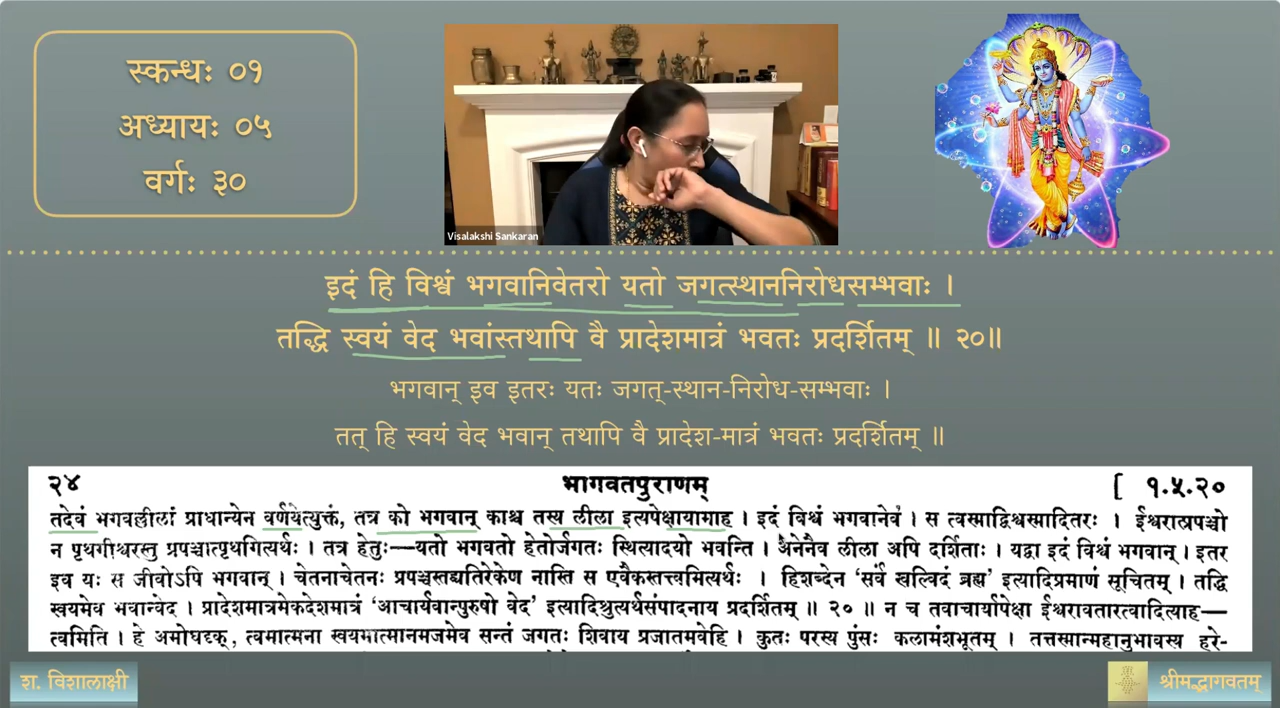 स्कन्धः ०१
अध्यायः ०५
वर्गः ३०
Visalakshi Sankaran
इदं हि विश्वं भगवानिवेतरो यतो जगत्स्थाननिरोधसम्भवाः ।
तद्धि स्वयं वेद भवांस्तथापि वै प्रादेशमात्रं भवतः प्रदर्शितम् ॥ २०॥
भगवान् इव इतरः यतः जगत्-स्थान-निरोध-सम्भवाः ।
तत् हि स्वयं वेद भवान् तथापि वै प्रादेश-मात्रं भवतः प्रदर्शितम् ॥
२४ भागवतपुराणम् [ १.५.२०
तदेवं भगवल्लीलां प्राधान्येन वर्णयेत्युक्तं, तत्र को भगवान् काश्च तस्य लीला इत्यपेक्षायामाह । इदं विश्वं भगवानेव । स त्वस्माद्विश्वस्मादितरः । ईश्वरात्प्रपञ्चो
न पृथगीश्वरस्तु प्रपञ्चात्पृथगित्यर्थः । तत्र हेतुः—यतो भगवतो हेतोर्जगतः स्थित्यादयो भवन्ति । अनेनैव लीला अपि दर्शिताः । यद्वा इदं विश्वं भगवान् । इतर
इव यः स जीवोऽपि भगवान् । चेतनाचेतनः प्रपञ्चस्तद्व्यतिरेकेण नास्ति स एवैकस्तत्त्वमित्यर्थः । हिशब्देन ‘सर्वं खल्विदं ब्रह्म’ इत्यादिप्रमाणं सूचितम् । तद्धि
स्वयमेव भवान्वेद । प्रादेशमात्रमेकदेशमात्रं ‘आचार्यवान्पुरुषो वेद’ इत्यादिश्रुत्यर्थसंपादनाय प्रदर्शितम् ॥ २० ॥ न च तवाचार्यापेक्षा ईश्वरावतारत्वादित्याह—
त्वमिति । हे अमोघदृक्, त्वमात्मना स्वयमात्मानमजमेव सन्तं जगतः शिवाय प्रजातमवेहि । कुतः परस्य पुंसः कलामंशभूतम् । तत्तस्मान्महानुभावस्य हरे-
श. विशालाक्षी
श्रीमद्भागवतम्